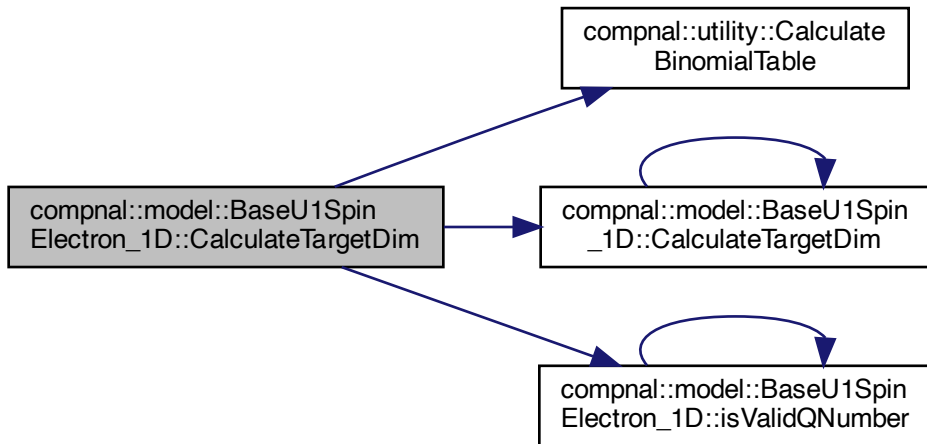 compnal::utility::Calculate
BinomialTable
compnal::model::BaseU1Spin
Electron_1D::CalculateTargetDim
compnal::model::BaseU1Spin
_1D::CalculateTargetDim
compnal::model::BaseU1Spin
Electron_1D::isValidQNumber